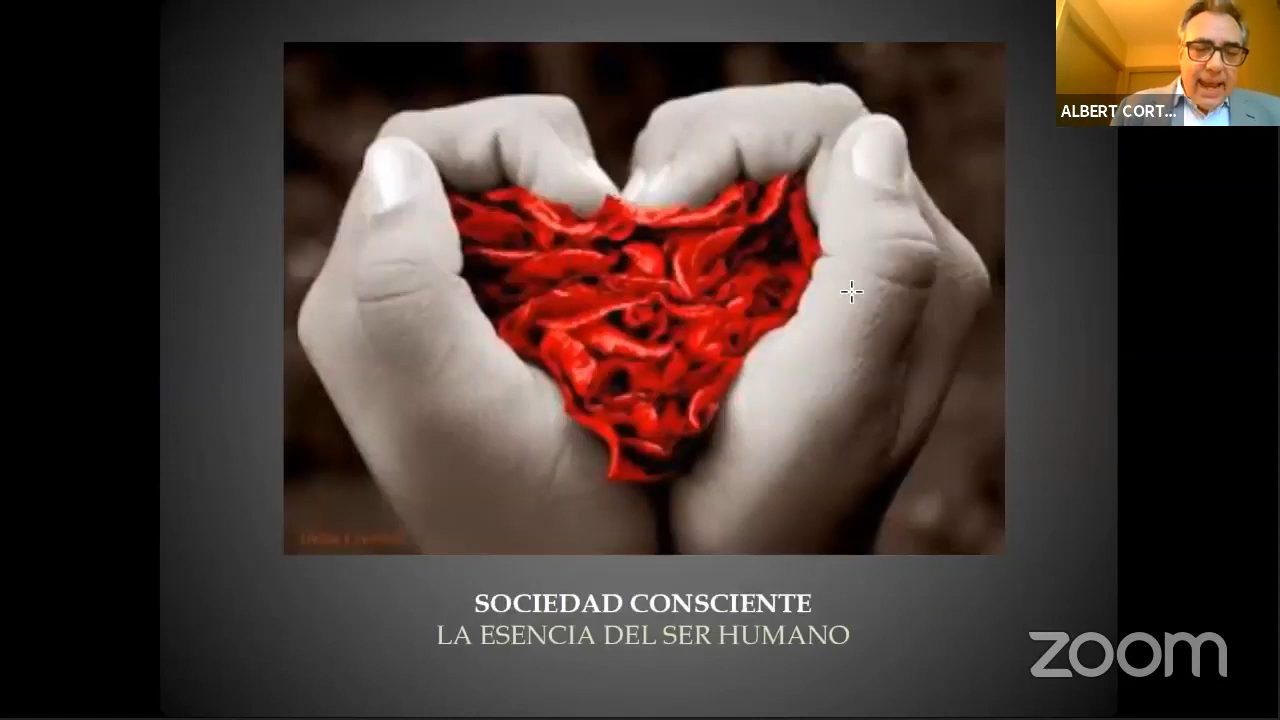 ALBERT CORT...
SOCIEDAD CONSCIENTE
LA ESENCIA DEL SER HUMANO
zoom